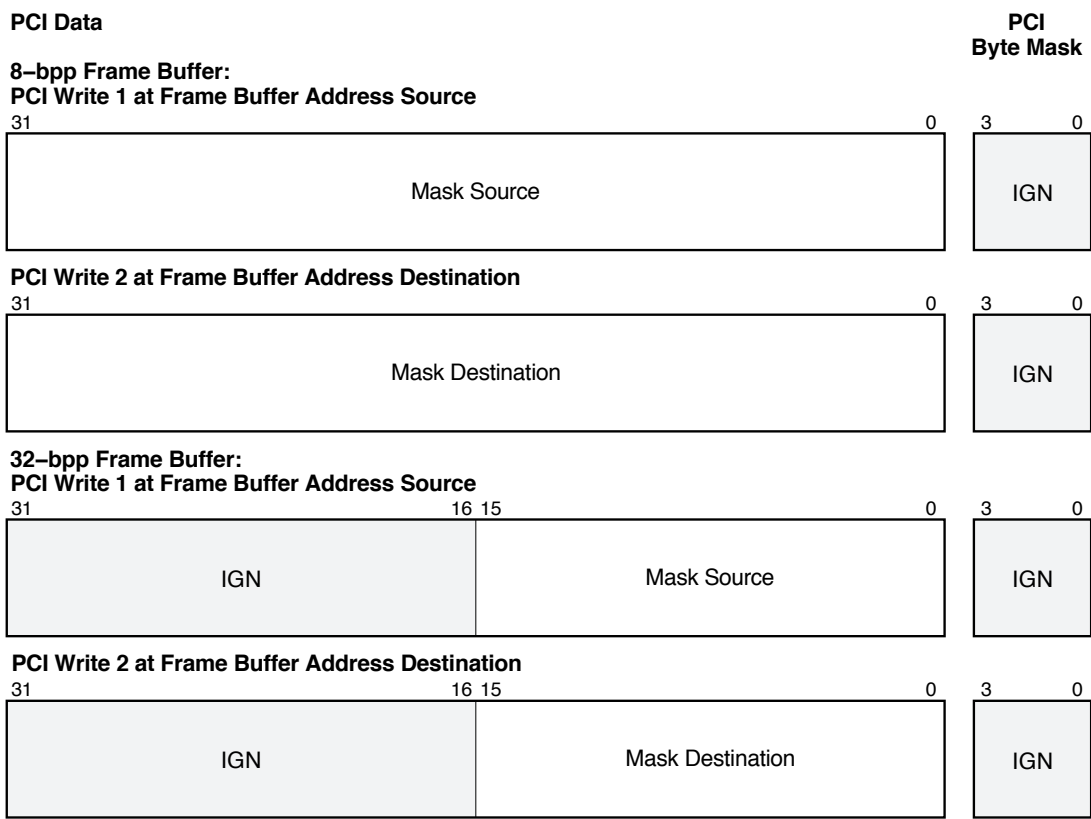 PCI Data
PCI
Byte Mask
8–bpp Frame Buffer:
PCI Write 1 at Frame Buffer Address Source
31 0 3 0
Mask Source IGN
PCI Write 2 at Frame Buffer Address Destination
31 0 3 0
Mask Destination IGN
32–bpp Frame Buffer:
PCI Write 1 at Frame Buffer Address Source
31 16 15 0 3 0
IGN Mask Source IGN
PCI Write 2 at Frame Buffer Address Destination
31 16 15 0 3 0
IGN Mask Destination IGN